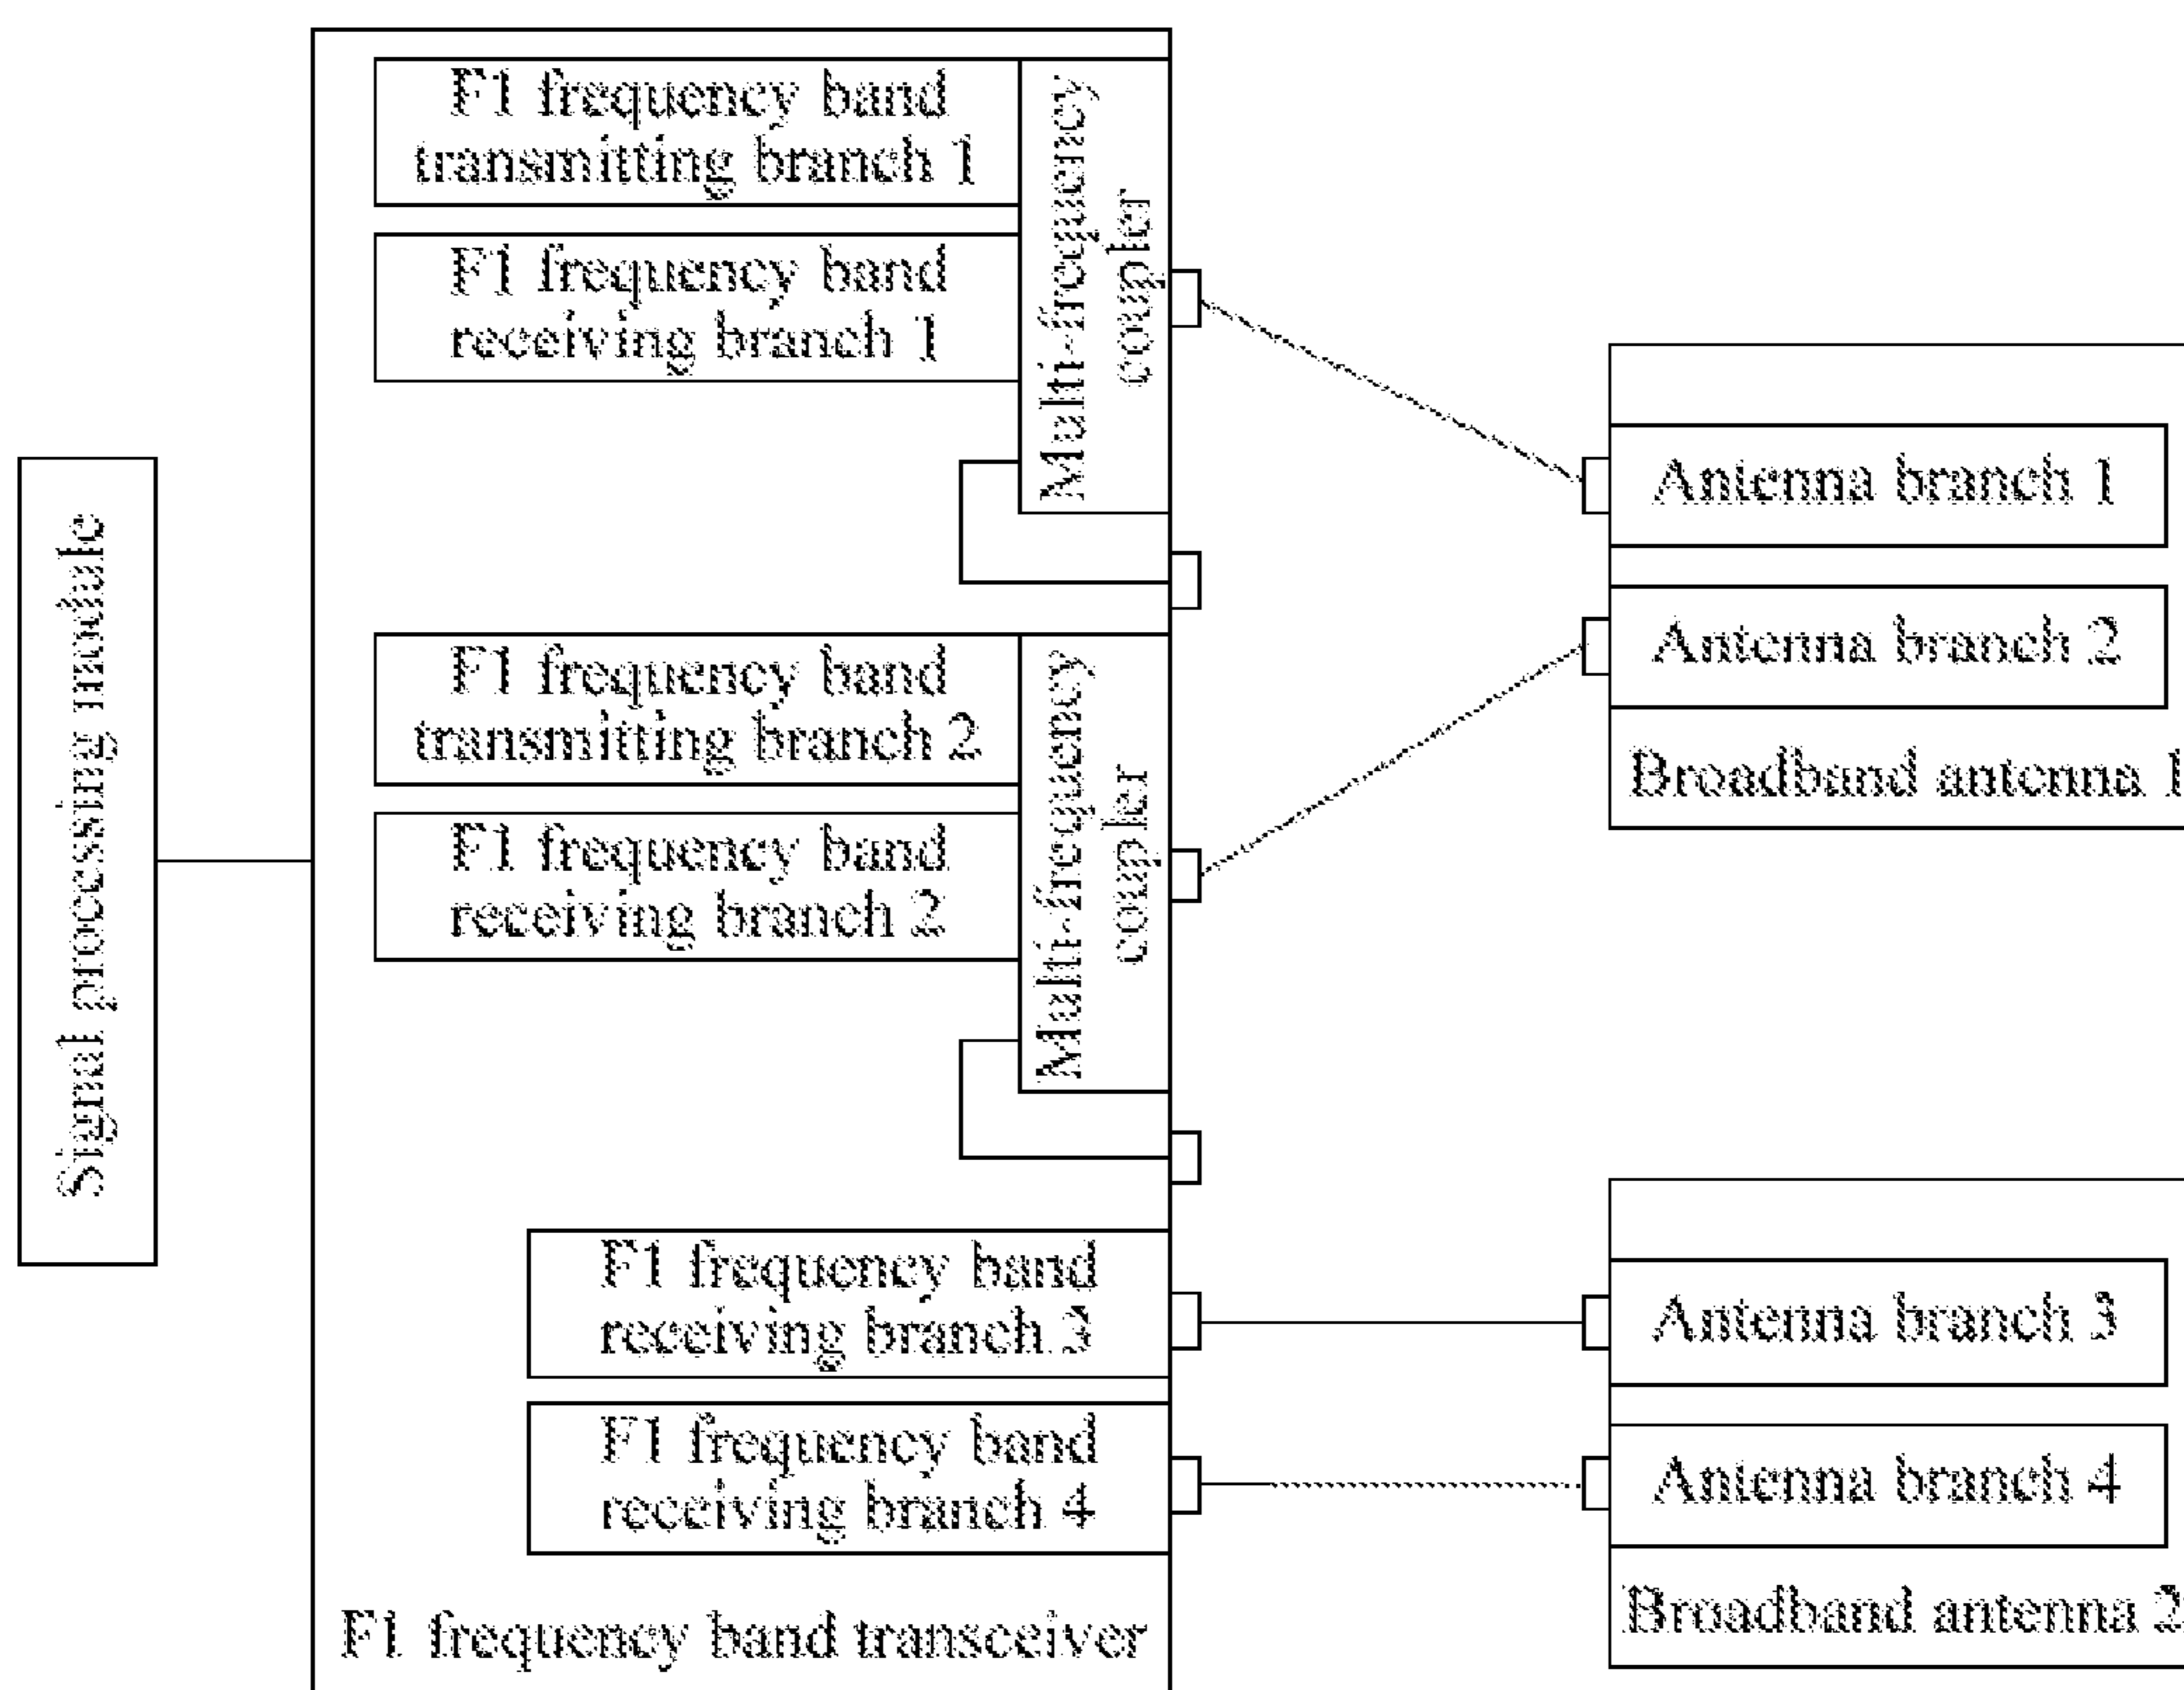 Signal processing module
F1 frequency band
transmitting branch 1
F1 frequency band
receiving branch 1
Multi-frequency
coupler
F1 frequency band
transmitting branch 2
F1 frequency band
receiving branch 2
Multi-frequency
coupler
F1 frequency band
receiving branch 3
F1 frequency band
receiving branch 4
F1 frequency band transceiver
Antenna branch 1
Antenna branch 2
Broadband antenna 1
Antenna branch 3
Antenna branch 4
Broadband antenna 2